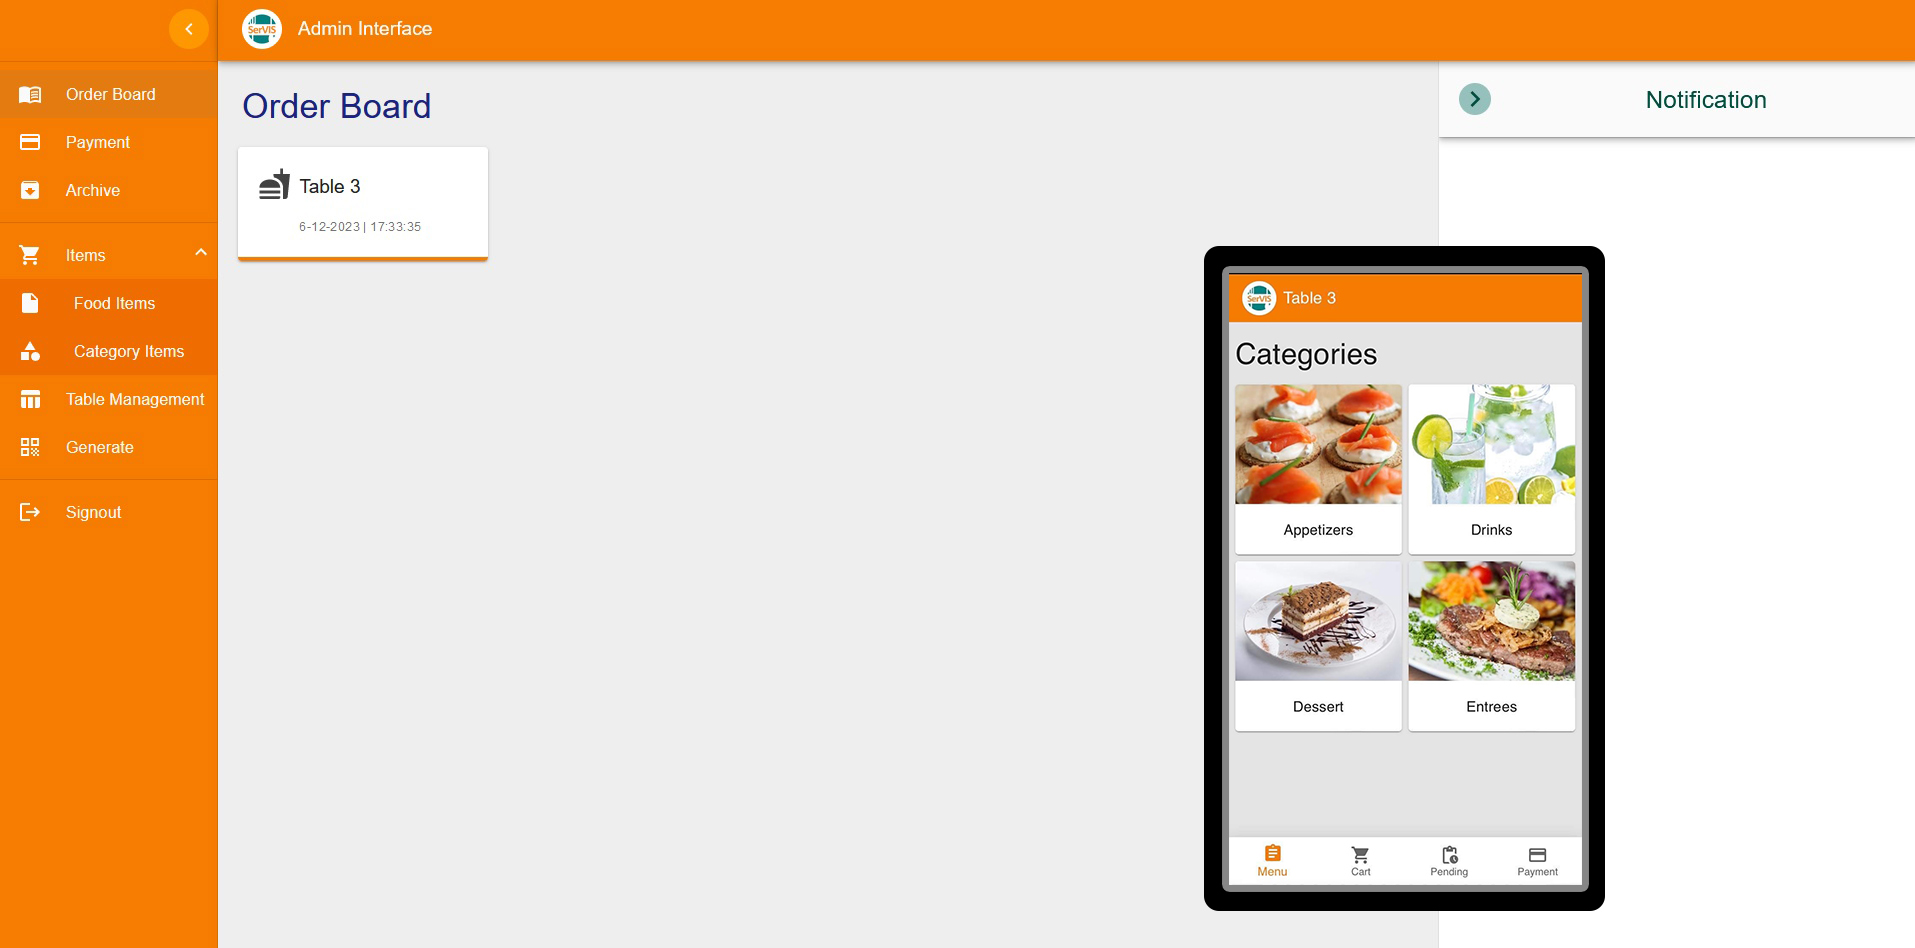 SerVIS Admin Interface
Order Board
Payment
Archive
Items
Food Items
Category Items
Table Management
Generate
Signout
Order Board
Table 3
6-12-2023 | 17:33:35
Notification
SerVIS Table 3
Categories
Appetizers
Drinks
Dessert
Entrees
Menu
Cart
Pending
Payment